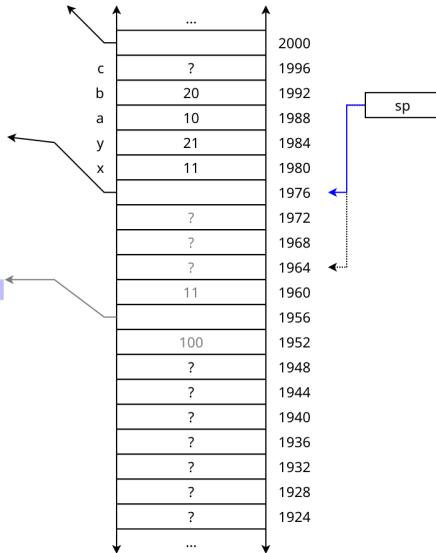 ...
2000
c ? 1996
b 20 1992
sp
a 10 1988
y 21 1984
x 11 1980
1976
? 1972
? 1968
? 1964
11 1960
1956
100 1952
? 1948
? 1944
? 1940
? 1936
? 1932
? 1928
? 1924
...